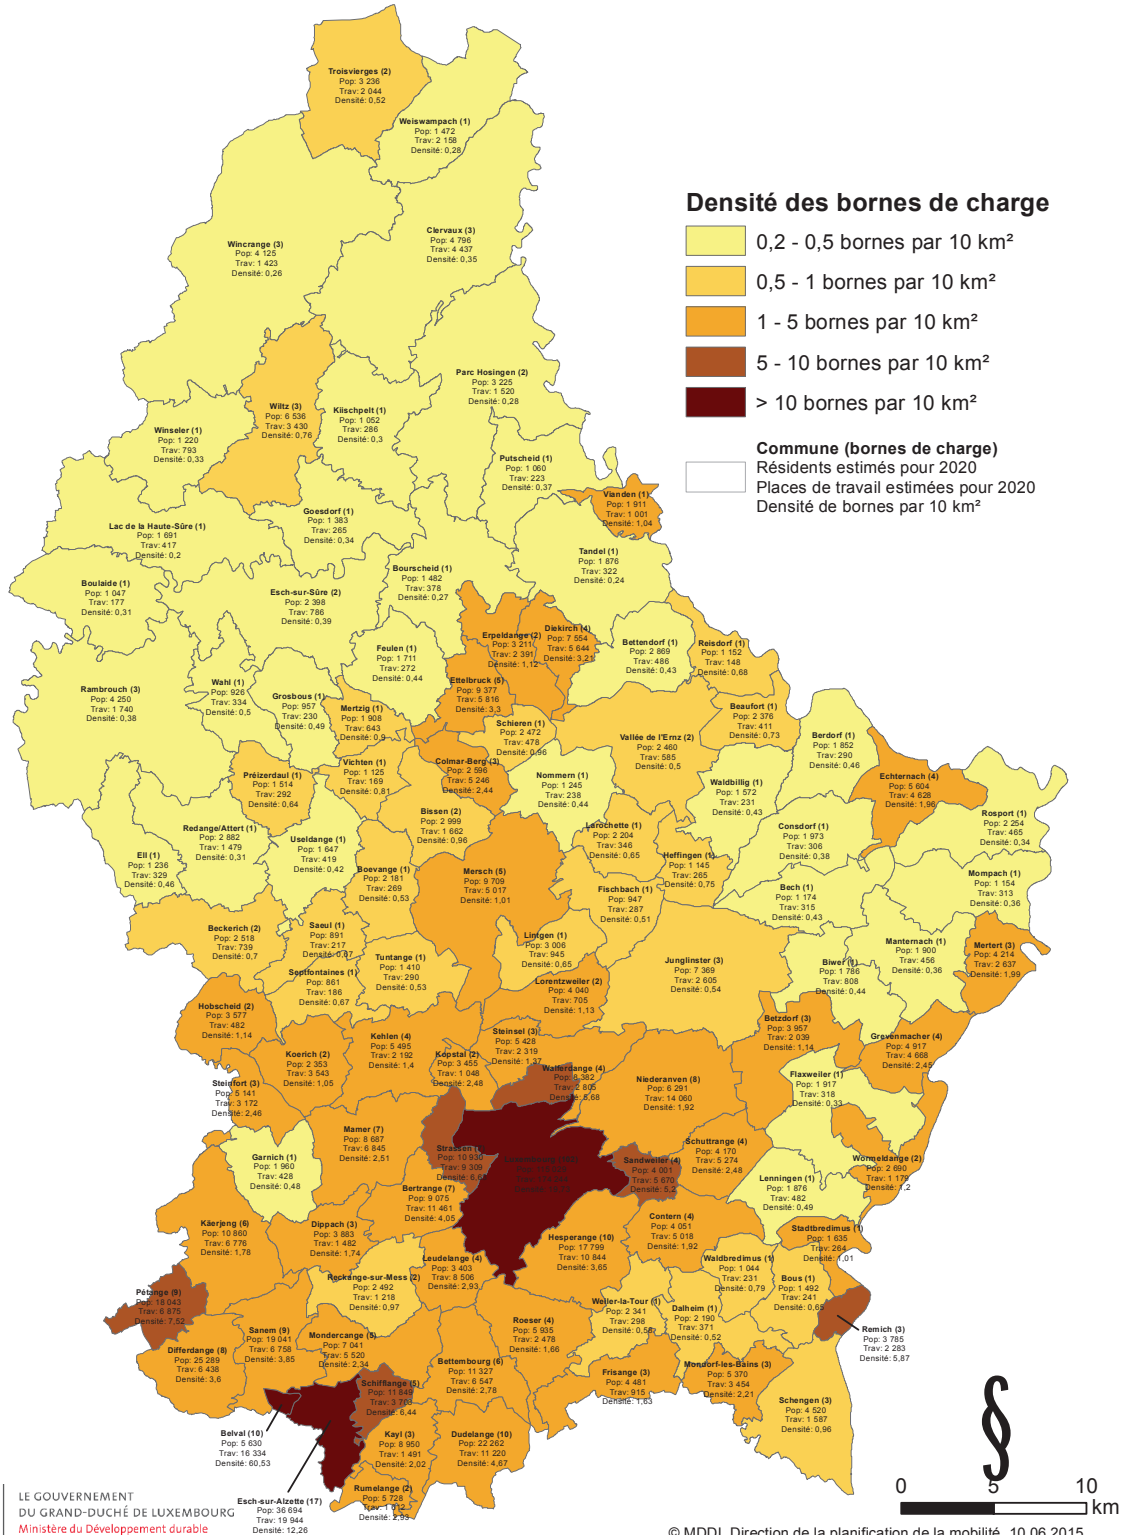 Troisvierges (2)
Pop: 3 236
Trav: 2 044
Densité: 0,52
Weiswampach (1)
Pop: 1 472
Trav: 2 158
Densité: 0,28
Wincrange (3)
Pop: 4 125
Trav: 1 423
Densité: 0,26
Clervaux (3)
Pop: 4 796
Trav: 4 437
Densité: 0,35
Densité des bornes de charge
0,2 - 0,5 bornes par 10 km²
0,5 - 1 bornes par 10 km²
1 - 5 bornes par 10 km²
5 - 10 bornes par 10 km²
> 10 bornes par 10 km²
Commune (bornes de charge)
Résidents estimés pour 2020
Places de travail estimées pour 2020
Densité de bornes par 10 km²
Parc Hosingen (2)
Pop: 3 225
Trav: 1 520
Densité: 0,28
Wiltz (3)
Pop: 6 536
Trav: 3 430
Densité: 0,76
Kiischpelt (1)
Pop: 1 052
Trav: 286
Densité: 0,3
Winseler (1)
Pop: 1 220
Trav: 793
Densité: 0,33
Putscheid (1)
Pop: 1 060
Trav: 223
Densité: 0,37
Vianden (1)
Pop: 1 911
Trav: 1 001
Densité: 1,04
Goesdorf (1)
Pop: 1 383
Trav: 265
Densité: 0,34
Lac de la Haute-Sûre (1)
Pop: 1 691
Trav: 417
Densité: 0,2
Tandel (1)
Pop: 1 876
Trav: 322
Densité: 0,24
Boulaide (1)
Pop: 1 047
Trav: 177
Densité: 0,31
Esch-sur-Sûre (2)
Pop: 2 398
Trav: 786
Densité: 0,39
Bourscheid (1)
Pop: 1 482
Trav: 378
Densité: 0,27
Erpeldange (2)
Pop: 3 211
Trav: 2 391
Densité: 1,12
Diekirch (4)
Pop: 7 554
Trav: 5 644
Densité: 3,21
Bettendorf (1)
Pop: 2 869
Trav: 486
Densité: 0,43
Reisdorf (1)
Pop: 1 152
Trav: 148
Densité: 0,68
Feulen (1)
Pop: 1 711
Trav: 272
Densité: 0,44
Ettelbruck (5)
Pop: 9 377
Trav: 5 816
Densité: 3,3
Rambrouch (3)
Pop: 4 250
Trav: 1 740
Densité: 0,38
Wahl (1)
Pop: 926
Trav: 334
Densité: 0,5
Grosbous (1)
Pop: 957
Trav: 230
Densité: 0,49
Mertzig (1)
Pop: 1 908
Trav: 643
Densité: 0,9
Schieren (1)
Pop: 2 472
Trav: 478
Densité: 0,96
Vallée de l'Ernz (2)
Pop: 2 460
Trav: 585
Densité: 0,5
Beaufort (1)
Pop: 2 376
Trav: 411
Densité: 0,73
Berdorf (1)
Pop: 1 852
Trav: 290
Densité: 0,46
Préizerdaul (1)
Pop: 1 514
Trav: 292
Densité: 0,64
Vichten (1)
Pop: 1 125
Trav: 169
Densité: 0,81
Colmar-Berg (3)
Pop: 2 596
Trav: 5 246
Densité: 2,44
Nommern (1)
Pop: 1 245
Trav: 238
Densité: 0,44
Waldbillig (1)
Pop: 1 572
Trav: 231
Densité: 0,43
Echternach (4)
Pop: 5 604
Trav: 4 628
Densité: 1,96
Rosport (1)
Pop: 2 254
Trav: 465
Densité: 0,34
Bissen (2)
Pop: 2 999
Trav: 1 662
Densité: 0,96
Redange/Attert (1)
Pop: 2 882
Trav: 1 479
Densité: 0,31
Useldange (1)
Pop: 1 647
Trav: 419
Densité: 0,42
Larochette (1)
Pop: 2 204
Trav: 346
Densité: 0,65
Consdorf (1)
Pop: 1 973
Trav: 306
Densité: 0,38
Ell (1)
Pop: 1 236
Trav: 329
Densité: 0,46
Boevange (1)
Pop: 2 181
Trav: 269
Densité: 0,53
Mersch (5)
Pop: 9 709
Trav: 5 017
Densité: 1,01
Heffingen (1)
Pop: 1 145
Trav: 265
Densité: 0,75
Fischbach (1)
Pop: 947
Trav: 287
Densité: 0,51
Bech (1)
Pop: 1 174
Trav: 315
Densité: 0,43
Mompach (1)
Pop: 1 154
Trav: 313
Densité: 0,36
Beckerich (2)
Pop: 2 518
Trav: 739
Densité: 0,7
Saeul (1)
Pop: 891
Trav: 217
Densité: 0,67
Lintgen (1)
Pop: 3 006
Trav: 945
Densité: 0,65
Manternach (1)
Pop: 1 900
Trav: 456
Densité: 0,36
Mertert (3)
Pop: 4 214
Trav: 2 637
Densité: 1,99
Septfontaines (1)
Pop: 861
Trav: 186
Densité: 0,67
Tuntange (1)
Pop: 1 410
Trav: 290
Densité: 0,53
Junglinster (3)
Pop: 7 369
Trav: 2 605
Densité: 0,54
Biwer (1)
Pop: 1 786
Trav: 808
Densité: 0,44
Lorentzweiler (2)
Pop: 4 040
Trav: 705
Densité: 1,13
Hobscheid (2)
Pop: 3 577
Trav: 482
Densité: 1,14
Koerich (2)
Pop: 2 353
Trav: 3 543
Densité: 1,05
Kehlen (4)
Pop: 5 495
Trav: 2 192
Densité: 1,4
Steinsel (3)
Pop: 5 428
Trav: 2 319
Densité: 1,37
Betzdorf (3)
Pop: 3 957
Trav: 2 039
Densité: 1,14
Grevenmacher (4)
Pop: 4 917
Trav: 4 668
Densité: 2,45
Kopstal (2)
Pop: 3 455
Trav: 1 048
Densité: 2,48
Walferdange (4)
Pop: 8 382
Trav: 2 805
Densité: 5,68
Niederanven (8)
Pop: 6 291
Trav: 14 060
Densité: 1,92
Flaxweiler (1)
Pop: 1 917
Trav: 318
Densité: 0,33
Steinfort (3)
Pop: 5 141
Trav: 3 172
Densité: 2,46
Mamer (7)
Pop: 8 687
Trav: 6 845
Densité: 2,51
Strassen
Pop: 10 930
Trav: 9 309
Schuttrange (4)
Pop: 4 170
Trav: 5 274
Densité: 2,48
Garnich (1)
Pop: 1 960
Trav: 428
Densité: 0,48
Sandweiler (4)
Pop: 4 001
Trav: 5 670
Densité: 5,2
Wormeldange (2)
Pop: 2 690
Trav: 1 179
Densité: 1,2
Lenningen (1)
Pop: 1 876
Trav: 482
Densité: 0,49
Bertrange (7)
Pop: 9 075
Trav: 11 461
Densité: 4,05
Käerjeng (6)
Pop: 10 860
Trav: 6 776
Densité: 1,78
Dippach (3)
Pop: 3 883
Trav: 1 482
Densité: 1,74
Contern (4)
Pop: 4 051
Trav: 5 018
Densité: 1,92
Stadtbredimus (1)
Pop: 1 635
Trav: 264
Densité: 1,01
Hesperange (10)
Pop: 17 799
Trav: 10 844
Densité: 3,65
Leudelange (4)
Pop: 3 403
Trav: 8 506
Densité: 2,93
Waldbredimus (1)
Pop: 1 044
Trav: 231
Densité: 0,79
Reckange-sur-Mess (2)
Pop: 2 492
Trav: 1 218
Densité: 0,97
Bous (1)
Pop: 1 492
Trav: 241
Densité: 0,65
Pétange (9)
Pop: 18 043
Trav: 6 875
Densité: 7,52
Weiler-la-Tour (1)
Pop: 2 341
Trav: 298
Densité: 0,58
Dalheim (1)
Pop: 2 190
Trav: 371
Densité: 0,52
Remich (3)
Pop: 3 785
Trav: 2 283
Densité: 5,87
Sanem (9)
Pop: 19 041
Trav: 6 758
Densité: 3,85
Mondercange (5)
Pop: 7 041
Trav: 5 520
Densité: 2,34
Roeser (4)
Pop: 5 935
Trav: 2 478
Densité: 1,66
Differdange (8)
Pop: 25 289
Trav: 6 438
Densité: 3,6
Bettembourg (6)
Pop: 11 327
Trav: 6 547
Densité: 2,78
Frisange (3)
Pop: 4 481
Trav: 915
Densité: 1,63
Mondorf-les-Bains (3)
Pop: 5 370
Trav: 3 454
Densité: 2,21
Schifflange (5)
Pop: 11 849
Densité: 6,44
Schengen (3)
Pop: 4 520
Trav: 1 587
Densité: 0,96
Belval (10)
Pop: 5 630
Trav: 16 334
Densité: 60,53
Kayl (3)
Pop: 8 950
Trav: 1 491
Densité: 2,02
Dudelange (10)
Pop: 22 262
Trav: 11 220
Densité: 4,67
Rumelange (2)
Pop: 5 728
Trav: 1 012
Densité: 2,93
Esch-sur-Alzette (17)
Pop: 36 694
Trav: 19 944
Densité: 12,26
§
0 5 10
km
LE GOUVERNEMENT
DU GRAND-DUCHÉ DE LUXEMBOURG
Ministère du Développement durable
© MDDI, Direction de la planification de la mobilité, 10.06.2015